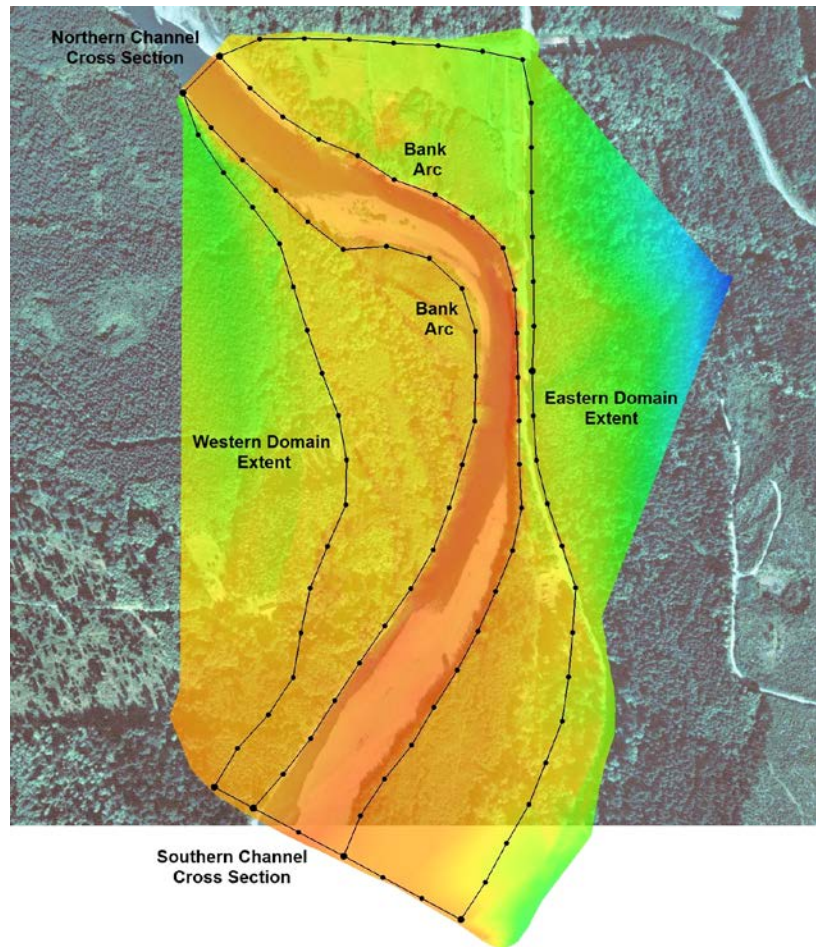 Northern Channel
Cross Section
Bank
Arc
Bank
Arc
Eastern Domain
Extent
Western Domain
Extent
Southern Channel
Cross Section